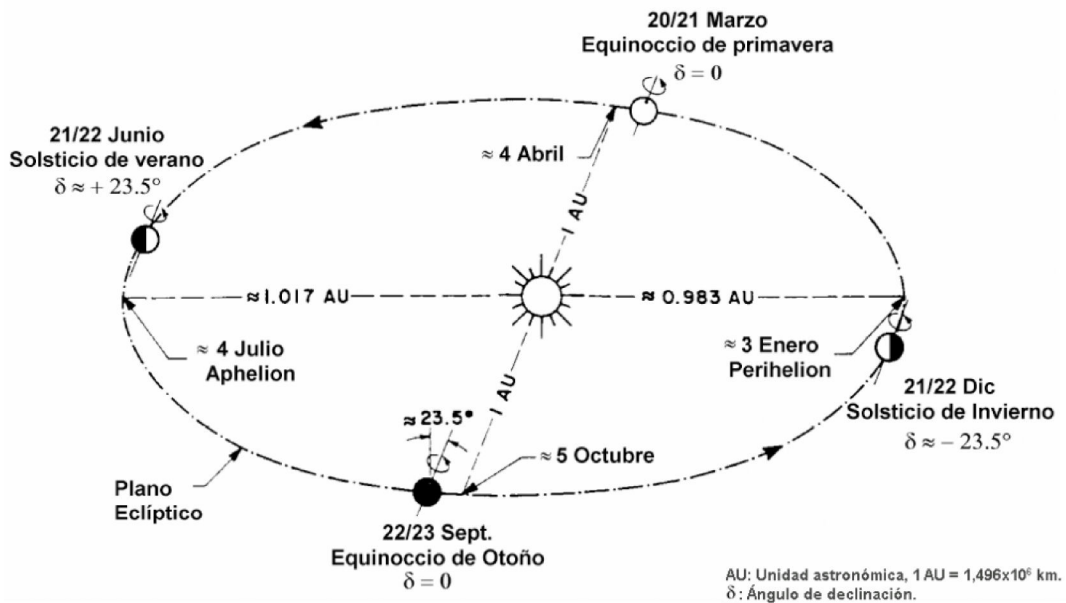 20/21 Marzo
Equinoccio de primavera
δ = 0
21/22 Junio
Solsticio de verano
δ ≈ + 23.5º
≈ 4 Abril
1 AU
≈1.017 AU
≈ 0.983 AU
≈ 4 Julio
Aphelion
≈ 3 Enero
Perihelion
21/22 Dic
Solsticio de Invierno
δ ≈ − 23.5º
1 AU
≈ 23.5°
≈ 5 Octubre
Plano
Eclíptico
22/23 Sept.
Equinoccio de Otoño
δ = 0
AU: Unidad astronómica, 1 AU = 1,496x10⁶ km.
δ : Ángulo de declinación.